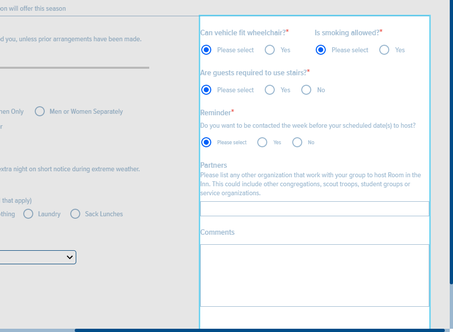 on will offer this season
d you, unless prior arrangements have been made.
men Only Men or Women Separately
extra night on short notice during extreme weather.
that apply)
thing Laundry Sack Lunches
Can vehicle fit wheelchair?* Is smoking allowed?*
Please select Yes Please select Yes
Are guests required to use stairs?*
Please select Yes No
Reminder*
Do you want to be contacted the week before your scheduled date(s) to host?
Please select Yes No
Partners
Please list any other organization that work with your group to host Room in the
Inn. This could include other congregations, scout troops, student groups or
service organizations.
Comments